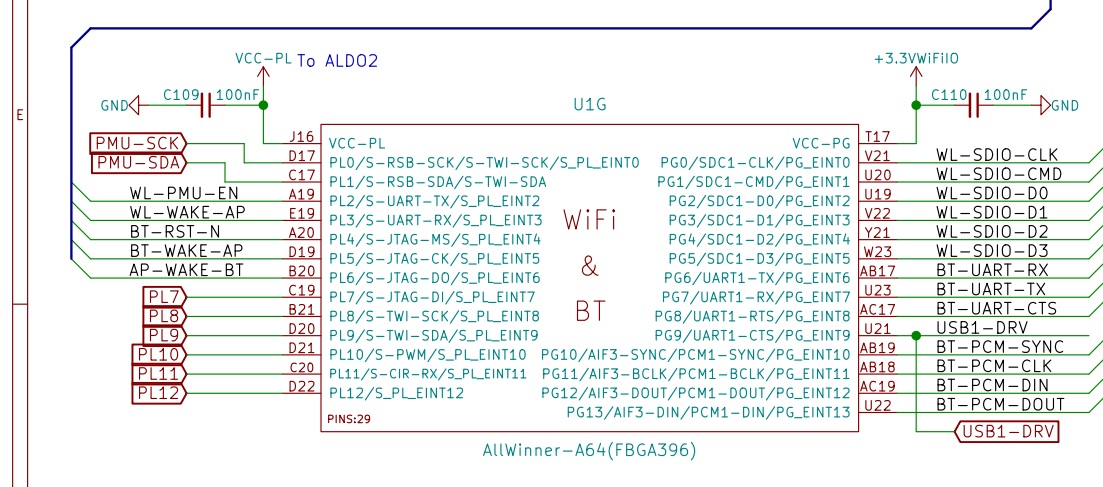 VCC-PL To ALDO2
+3.3VWiFiIO
GND C109 100nF
C110 100nF GND
E
U1G
PMU-SCK J16 VCC-PL VCC-PG T17
D17 PL0/S-RSB-SCK/S-TWI-SCK/S_PL_EINT0 PG0/SDC1-CLK/PG_EINT0 V21 WL-SDIO-CLK
PMU-SDA C17 PL1/S-RSB-SDA/S-TWI-SDA PG1/SDC1-CMD/PG_EINT1 U20 WL-SDIO-CMD
WL-PMU-EN A19 PL2/S-UART-TX/S_PL_EINT2 PG2/SDC1-D0/PG_EINT2 U19 WL-SDIO-D0
WL-WAKE-AP E19 PL3/S-UART-RX/S_PL_EINT3 WiFi PG3/SDC1-D1/PG_EINT3 V22 WL-SDIO-D1
BT-RST-N A20 PL4/S-JTAG-MS/S_PL_EINT4 PG4/SDC1-D2/PG_EINT4 Y21 WL-SDIO-D2
BT-WAKE-AP D19 PL5/S-JTAG-CK/S_PL_EINT5 & PG5/SDC1-D3/PG_EINT5 W23 WL-SDIO-D3
AP-WAKE-BT B20 PL6/S-JTAG-DO/S_PL_EINT6 PG6/UART1-TX/PG_EINT6 AB17 BT-UART-RX
PL7 C19 PL7/S-JTAG-DI/S_PL_EINT7 BT PG7/UART1-RX/PG_EINT7 U23 BT-UART-TX
PL8 B21 PL8/S-TWI-SCK/S_PL_EINT8 PG8/UART1-RTS/PG_EINT8 AC17 BT-UART-CTS
PL9 D20 PL9/S-TWI-SDA/S_PL_EINT9 PG9/UART1-CTS/PG_EINT9 U21 USB1-DRV
PL10 D21 PL10/S-PWM/S_PL_EINT10 PG10/AIF3-SYNC/PCM1-SYNC/PG_EINT10 AB19 BT-PCM-SYNC
PL11 C20 PL11/S-CIR-RX/S_PL_EINT11 PG11/AIF3-BCLK/PCM1-BCLK/PG_EINT11 AB18 BT-PCM-CLK
PL12 D22 PL12/S_PL_EINT12 PG12/AIF3-DOUT/PCM1-DOUT/PG_EINT12 AC19 BT-PCM-DIN
PG13/AIF3-DIN/PCM1-DIN/PG_EINT13 U22 BT-PCM-DOUT
PINS:29
USB1-DRV
AllWinner-A64(FBGA396)